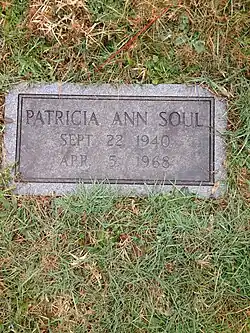 PATRICIA ANN SOUL
SEPT. 22 1940
APR. 5, 1968